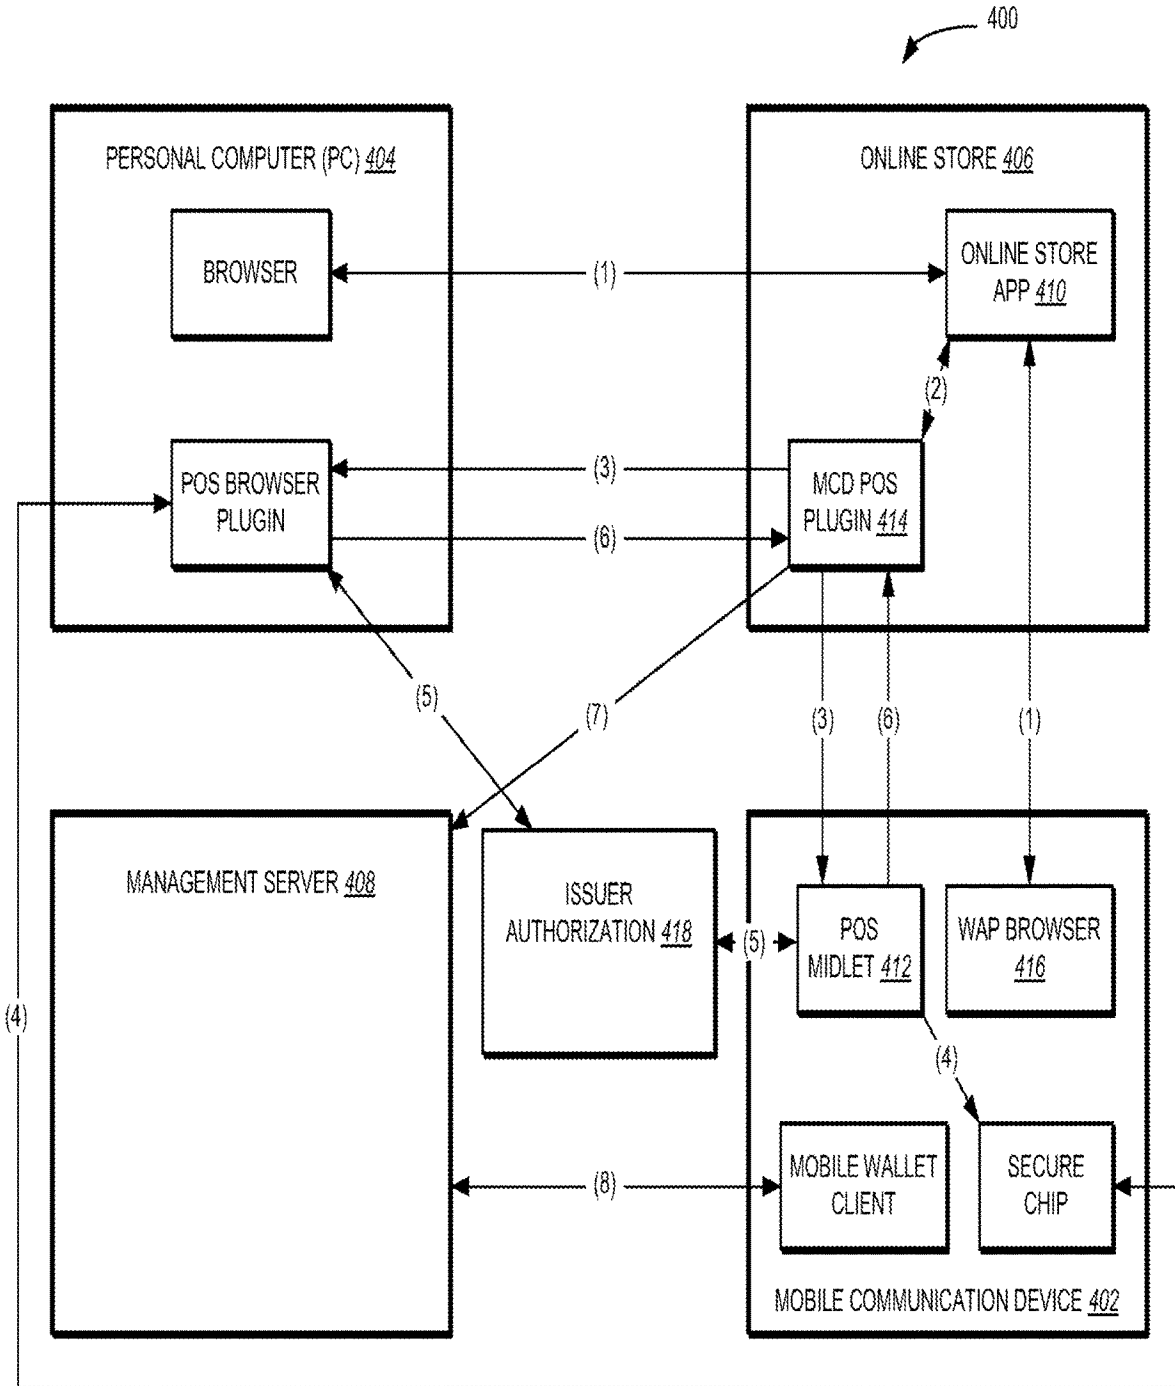 400
PERSONAL COMPUTER (PC) 404
ONLINE STORE 406
BROWSER
(1)
ONLINE STORE
APP 410
(2)
POS BROWSER
PLUGIN
(3)
(6)
MCD POS
PLUGIN 414
(5)
(7)
(3)
(6)
(1)
MANAGEMENT SERVER 408
ISSUER
AUTHORIZATION 418
(5)
POS
MIDLET 412
WAP BROWSER
416
(4)
(4)
(8)
MOBILE WALLET
CLIENT
SECURE
CHIP
MOBILE COMMUNICATION DEVICE 402